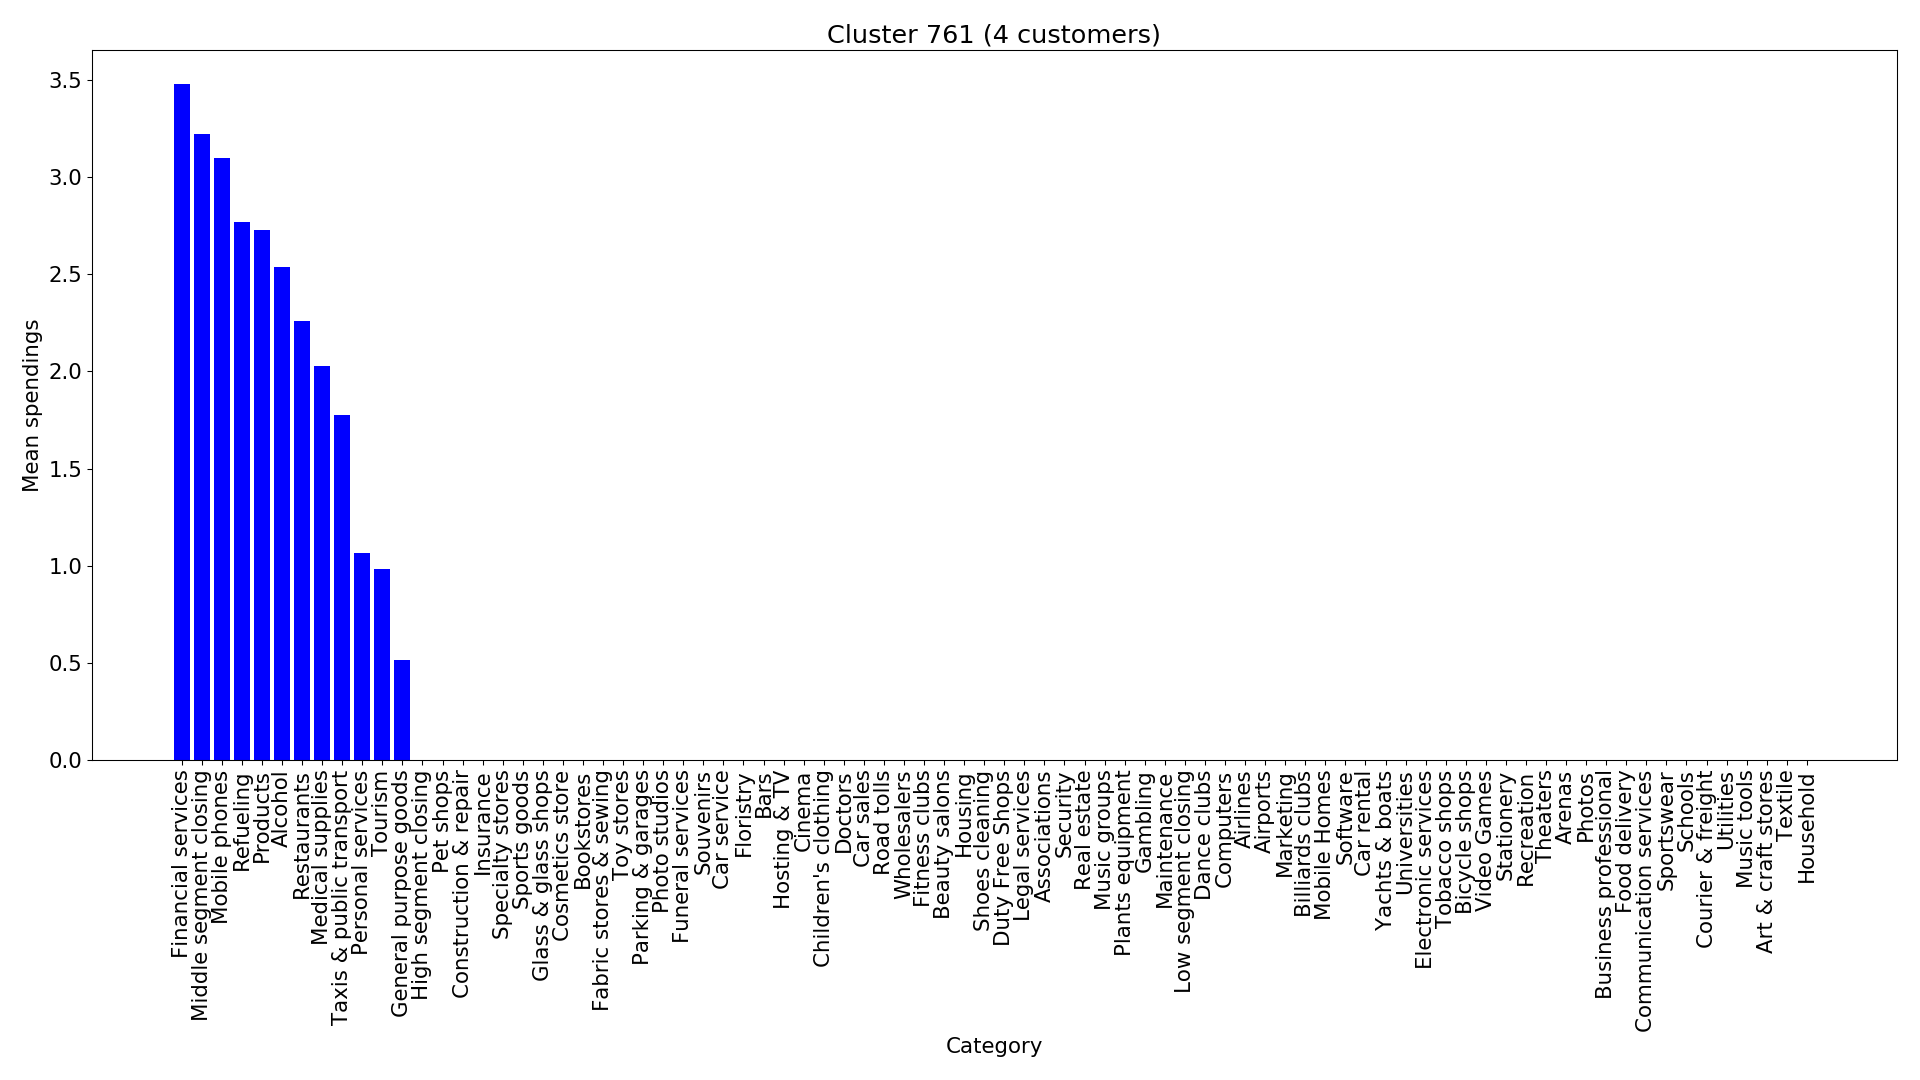 Cluster 761 (4 customers)
Mean spendings
3.5
3.0
2.5
2.0
1.5
1.0
0.5
0.0
Financial services
Middle segment closing
Mobile phones
Refueling
Products
Alcohol
Restaurants
Medical supplies
Taxis & public transport
Personal services
Tourism
General purpose goods
High segment closing
Pet shops
Construction & repair
Insurance
Specialty stores
Sports goods
Glass & glass shops
Cosmetics store
Bookstores
Fabric stores & sewing
Toy stores
Parking & garages
Photo studios
Funeral services
Souvenirs
Car service
Floristry
Bars
Hosting & TV
Cinema
Children's clothing
Doctors
Car sales
Road tolls
Wholesalers
Fitness clubs
Beauty salons
Housing
Shoes cleaning
Duty Free Shops
Legal services
Associations
Security
Real estate
Music groups
Plants equipment
Gambling
Maintenance
Low segment closing
Dance clubs
Computers
Airlines
Airports
Marketing
Billiards clubs
Mobile Homes
Software
Car rental
Yachts & boats
Universities
Electronic services
Tobacco shops
Bicycle shops
Video Games
Stationery
Recreation
Theaters
Arenas
Photos
Business professional
Food delivery
Communication services
Sportswear
Schools
Courier & freight
Utilities
Music tools
Art & craft stores
Textile
Household
Category